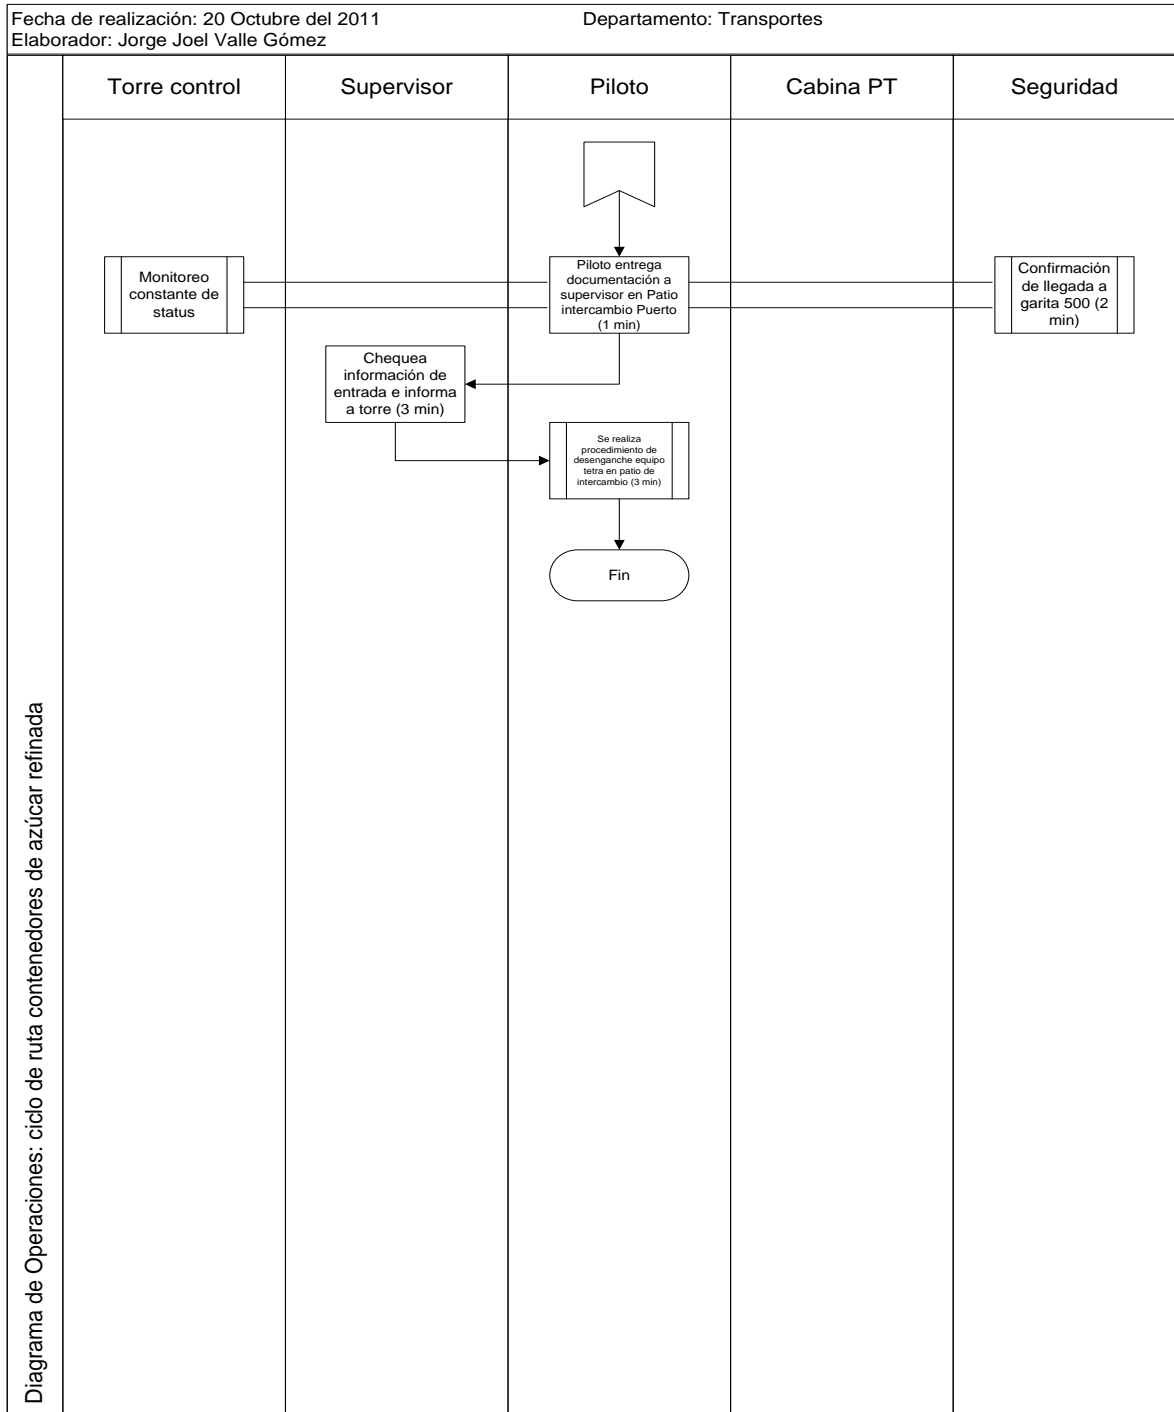 Fecha de realización: 20 Octubre del 2011
Departamento: Transportes
Elaborador: Jorge Joel Valle Gómez
Torre control
Supervisor
Piloto
Cabina PT
Seguridad
Monitoreo
constante de
status
Piloto entrega
documentación a
supervisor en Patio
intercambio Puerto
(1 min)
Confirmación
de llegada a
garita 500 (2
min)
Chequea
información de
entrada e informa
a torre (3 min)
Se realiza
procedimiento de
desenganche equipo
tetra en patio de
intercambio (3 min)
Fin
Diagrama de Operaciones: ciclo de ruta contenedores de azúcar refinada